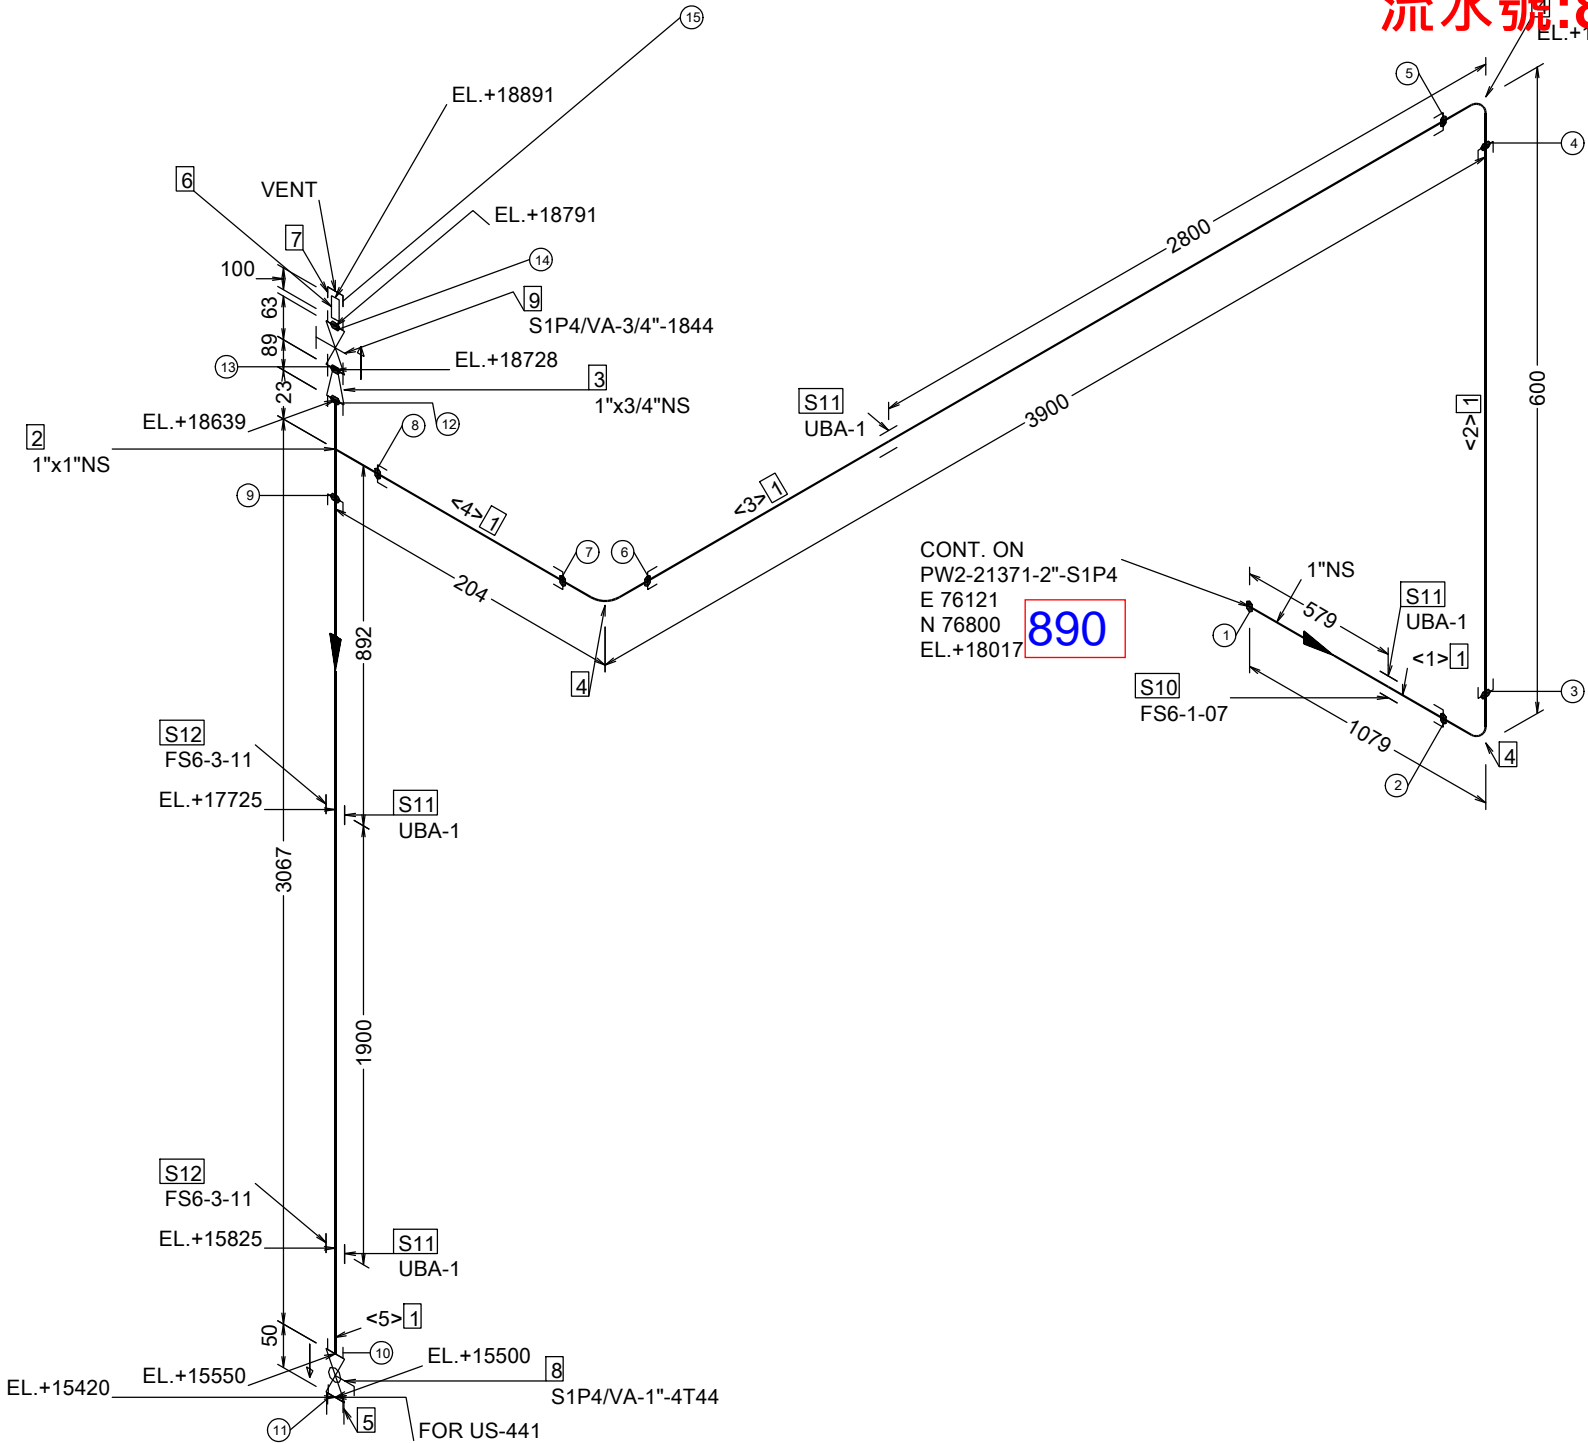 流水號:8
EL.+1
15
5
EL.+18891
4
6
VENT
EL.+18791
2800
7
14
100
9
S1P4/VA-3/4"-1844
63
89
EL.+18728
13
3
1"x3/4"NS
23
S11
UBA-1
3900
600
<2> 1
EL.+18639
12
8
2
1"x1"NS
9
<4> 1
<3> 1
7
6
204
CONT. ON
PW2-21371-2"-S1P4
E 76121
N 76800
EL.+18017
890
1"NS
579
S11
UBA-1
1
<1> 1
892
4
S10
FS6-1-07
3
1079
4
2
S12
FS6-3-11
EL.+17725
S11
UBA-1
3067
1900
S12
FS6-3-11
EL.+15825
S11
UBA-1
<5> 1
50
10
EL.+15550
EL.+15500
EL.+15420
8
S1P4/VA-1"-4T44
5
11
FOR US-441